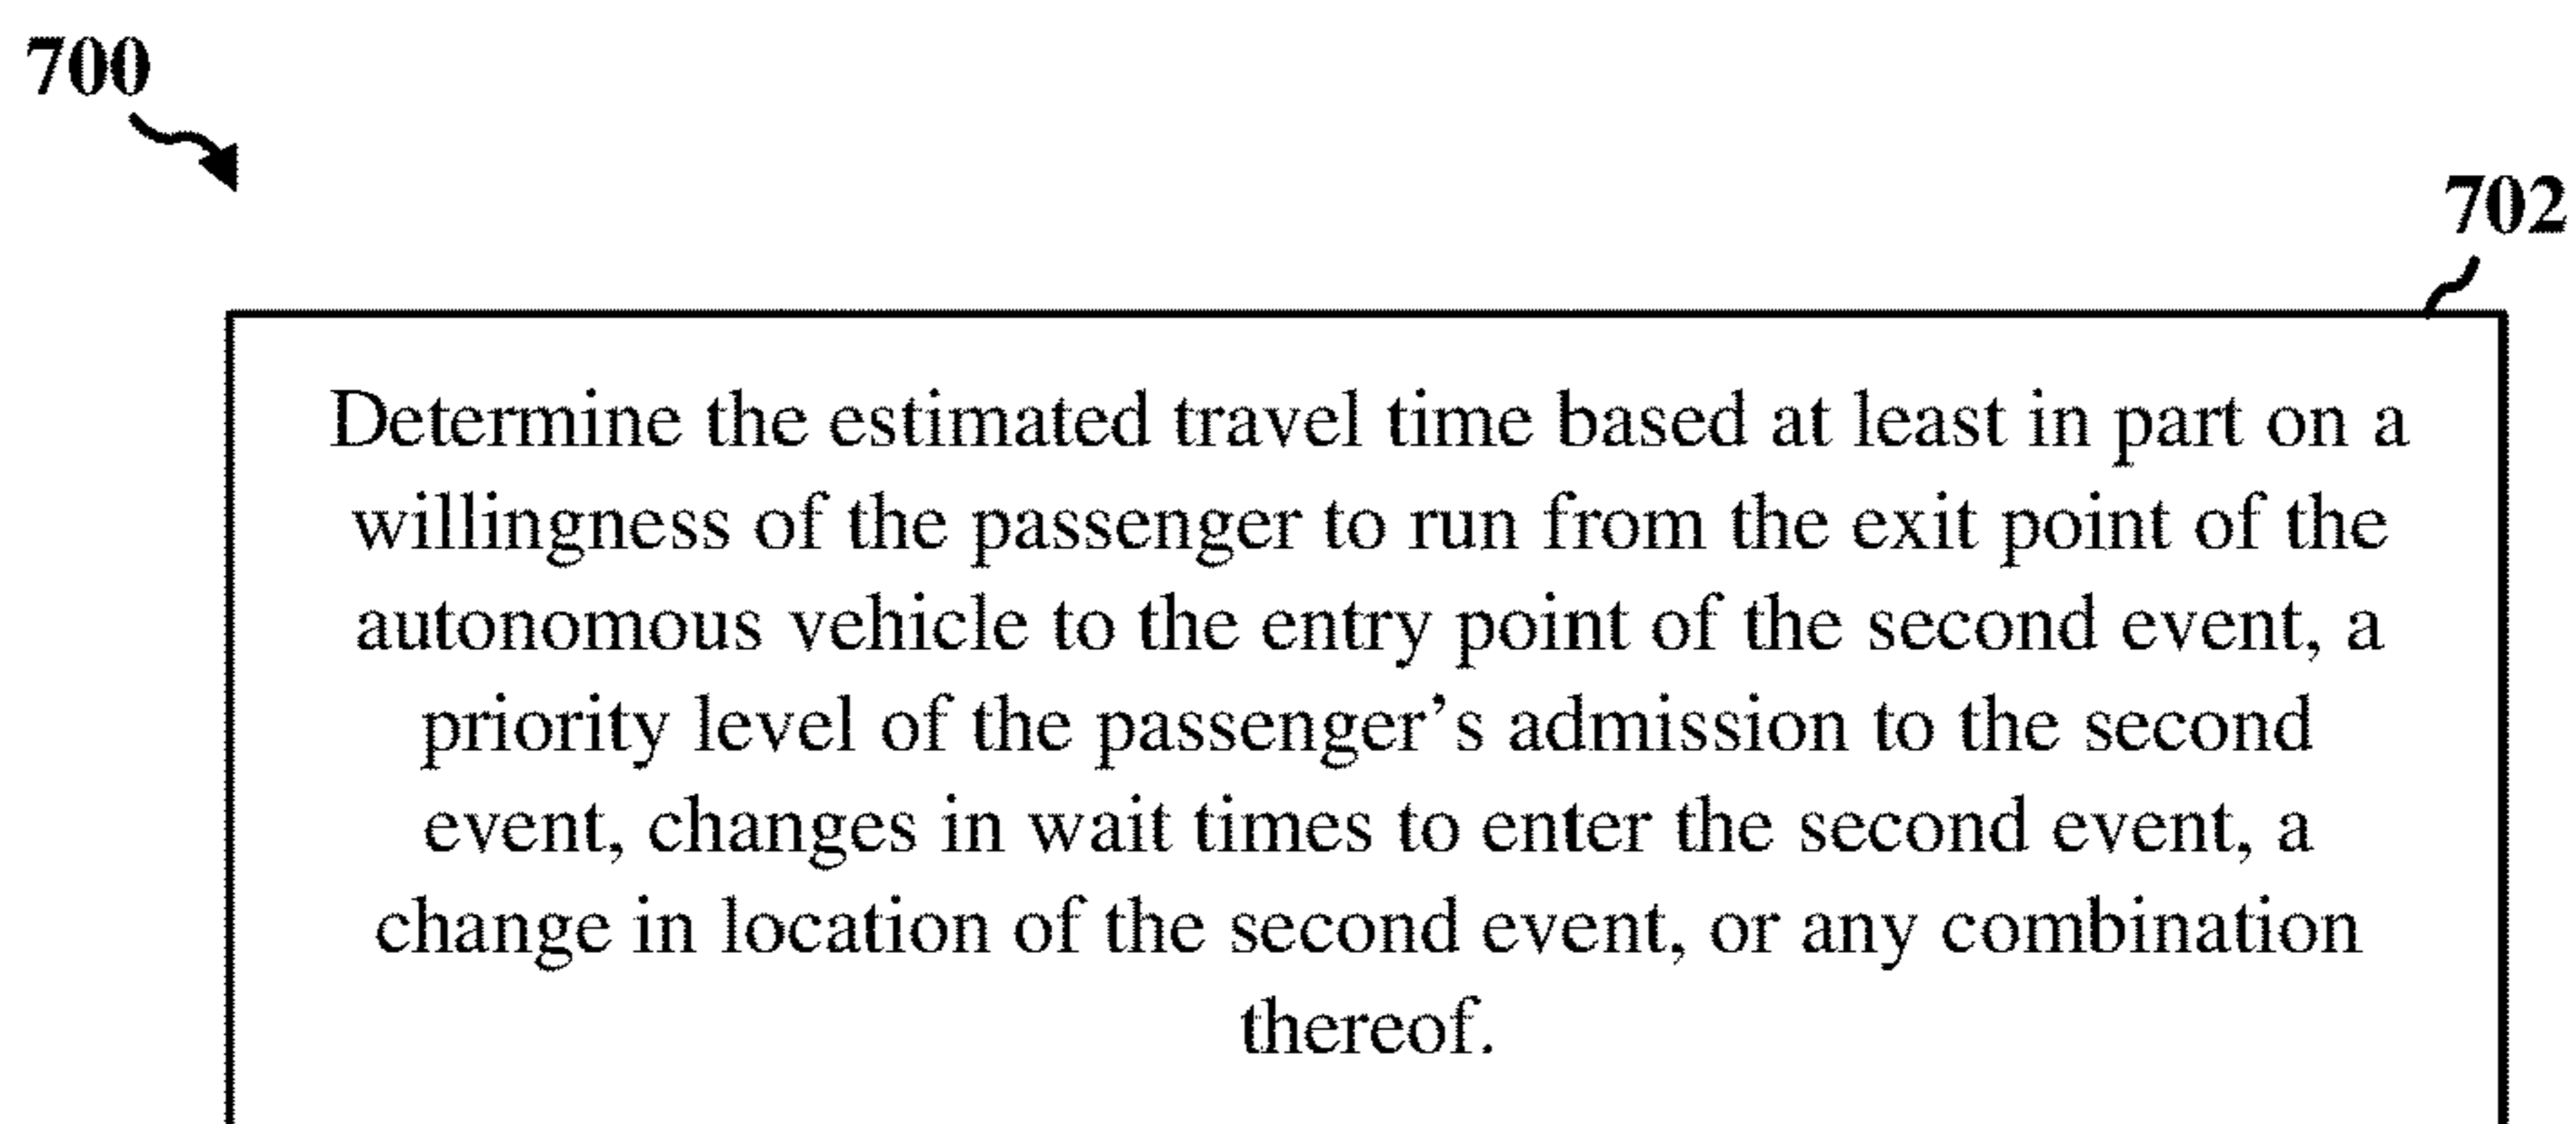 700
702
Determine the estimated travel time based at least in part on a
willingness of the passenger to run from the exit point of the
autonomous vehicle to the entry point of the second event, a
priority level of the passenger’s admission to the second
event, changes in wait times to enter the second event, a
change in location of the second event, or any combination
thereof.